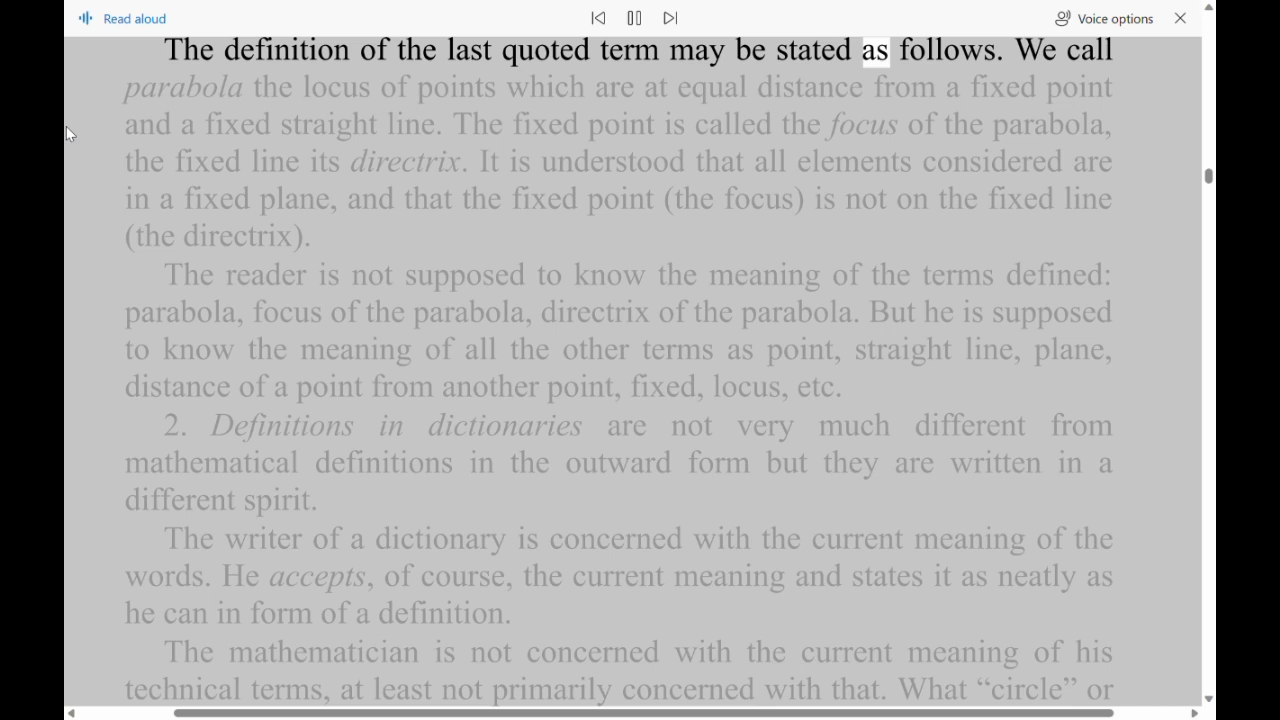 Read aloud
Voice options
The definition of the last quoted term may be stated as follows. We call
parabola the locus of points which are at equal distance from a fixed point
and a fixed straight line. The fixed point is called the focus of the parabola,
the fixed line its directrix. It is understood that all elements considered are
in a fixed plane, and that the fixed point (the focus) is not on the fixed line
(the directrix).
The reader is not supposed to know the meaning of the terms defined:
parabola, focus of the parabola, directrix of the parabola. But he is supposed
to know the meaning of all the other terms as point, straight line, plane,
distance of a point from another point, fixed, locus, etc.
2. Definitions in dictionaries are not very much different from
mathematical definitions in the outward form but they are written in a
different spirit.
The writer of a dictionary is concerned with the current meaning of the
words. He accepts, of course, the current meaning and states it as neatly as
he can in form of a definition.
The mathematician is not concerned with the current meaning of his
technical terms, at least not primarily concerned with that. What “circle” or